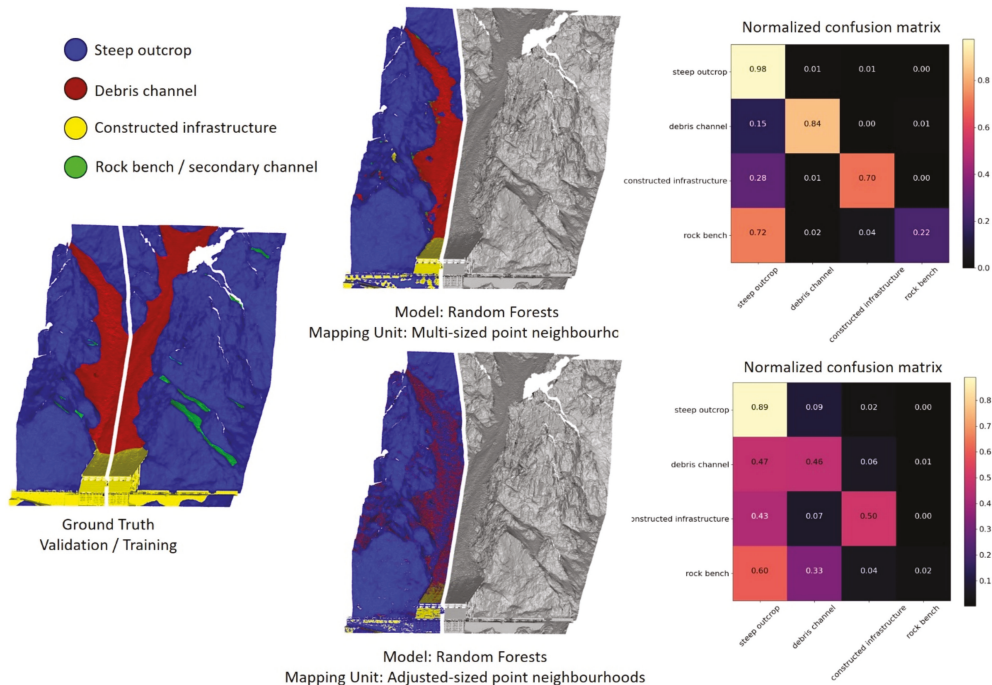 Steep outcrop
Debris channel
Constructed infrastructure
Rock bench / secondary channel
Ground Truth
Validation / Training
Model: Random Forests
Mapping Unit: Multi-sized point neighbourhc
Normalized confusion matrix
steep outcrop
0.98
0.01
0.01
0.00
debris channel
0.15
0.84
0.00
0.01
constructed infrastructure
0.28
0.01
0.70
0.00
rock bench
0.72
0.02
0.04
0.22
steep outcrop
debris channel
constructed infrastructure
rock bench
0.8
0.6
0.4
0.2
0.0
Model: Random Forests
Mapping Unit: Adjusted-sized point neighbourhoods
Normalized confusion matrix
steep outcrop
0.89
0.09
0.02
0.00
debris channel
0.47
0.46
0.06
0.01
onstructed infrastructure
0.43
0.07
0.50
0.00
rock bench
0.60
0.33
0.04
0.02
steep outcrop
debris channel
constructed infrastructure
rock bench
0.8
0.7
0.6
0.5
0.4
0.3
0.2
0.1